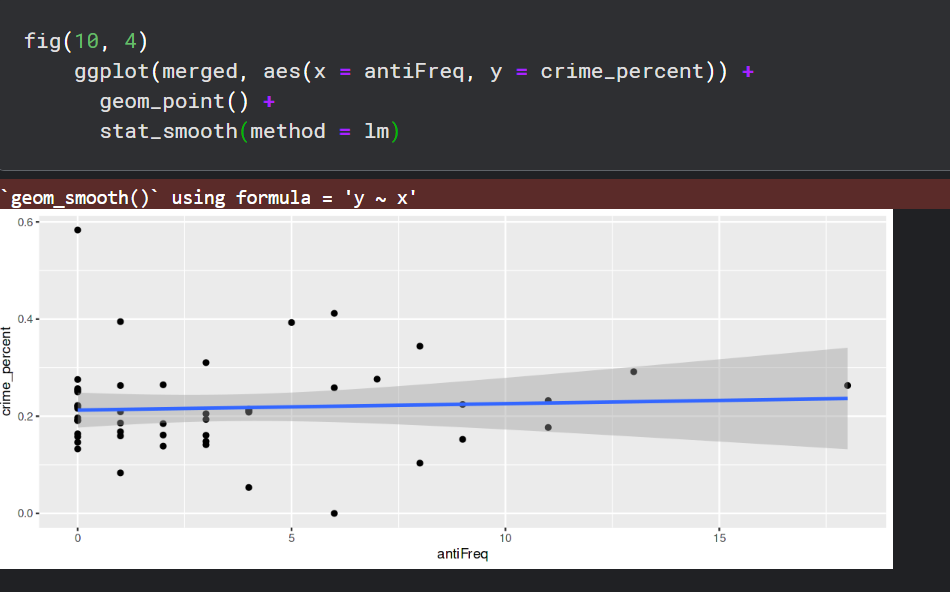 fig(10, 4)
ggplot(merged, aes(x = antiFreq, y = crime_percent)) +
geom_point() +
stat_smooth(method = lm)
`geom_smooth()` using formula = 'y ~ x'
0.6
0.4
0.2
0.0
crime_percent
0
5
10
15
antiFreq